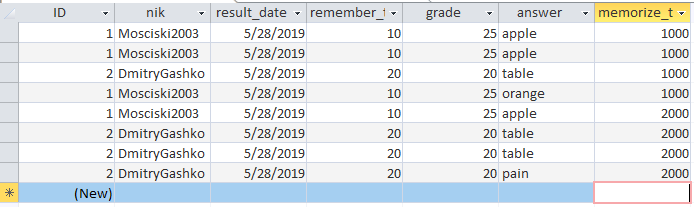 ID nik result_date remember_t grade answer memorize_t
1 Mosciski2003 5/28/2019 10 25 apple 1000
1 Mosciski2003 5/28/2019 10 25 apple 1000
2 DmitryGashko 5/28/2019 20 20 table 1000
1 Mosciski2003 5/28/2019 10 25 orange 1000
1 Mosciski2003 5/28/2019 10 25 apple 2000
2 DmitryGashko 5/28/2019 20 20 table 2000
2 DmitryGashko 5/28/2019 20 20 table 2000
2 DmitryGashko 5/28/2019 20 20 pain 2000
(New)